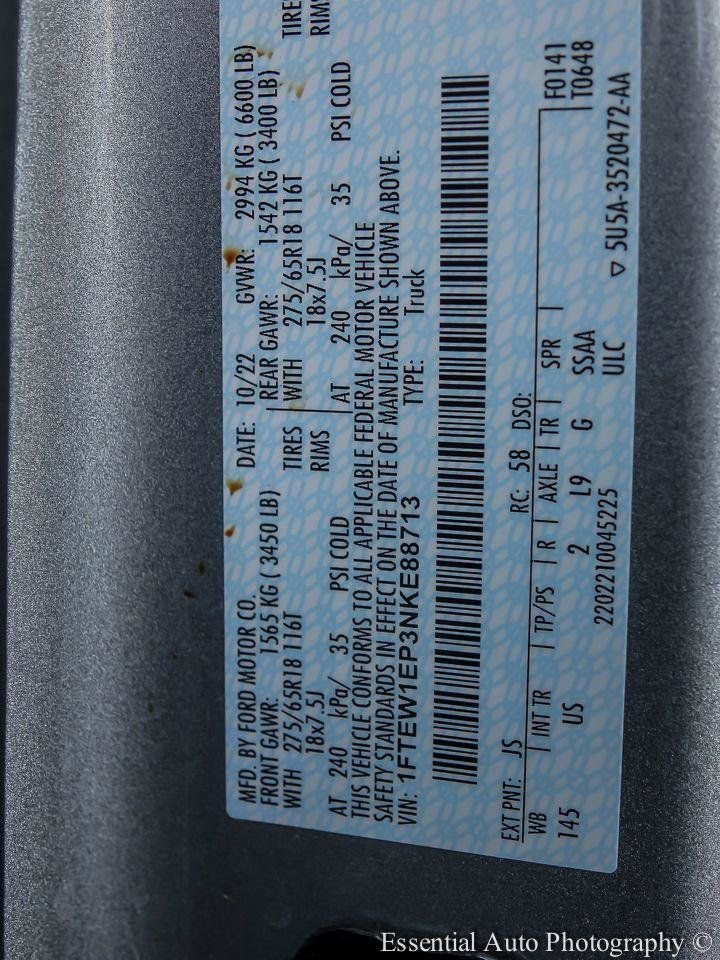 MFD. BY FORD MOTOR CO. DATE: 10/22 GVWR: 2994 KG ( 6600 LB)
FRONT GAWR: 1565 KG ( 3450 LB) REAR GAWR: 1542 KG ( 3400 LB)
WITH 275/65R18 116T TIRES WITH 275/65R18 116T TIRES
18x7.5J RIMS 18x7.5J RIMS
AT 240 kPa/ 35 PSI COLD AT 240 kPa/ 35 PSI COLD
THIS VEHICLE CONFORMS TO ALL APPLICABLE FEDERAL MOTOR VEHICLE
SAFETY STANDARDS IN EFFECT ON THE DATE OF MANUFACTURE SHOWN ABOVE.
VIN: 1FTEW1EP3NKE88713 TYPE: Truck
EXT PNT: JS RC: 58 DSO: F0141
WB INT TR TP/PS R AXLE TR SPR T0648
145 US 2 L9 G SSAA
2202210045225 ULC ▽ 5U5A-3520472-AA
Essential Auto Photography ©